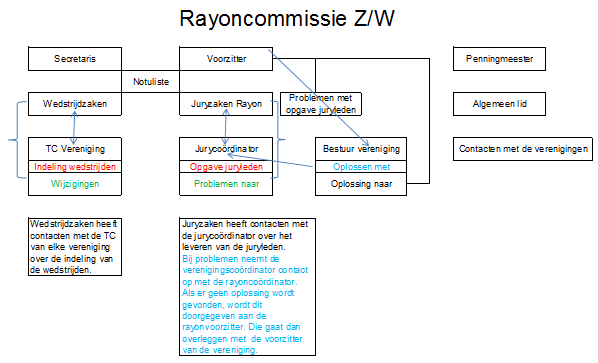 Rayoncommissie Z/W
Secretaris
Voorzitter
Penningmeester
Notuliste
Wedstrijdzaken
Juryzaken Rayon
Problemen met
opgave juryleden
Algemeen lid
TC Vereniging
Indeling wedstrijden
Wijzigingen
Jurycoördinator
Opgave juryleden
Problemen naar
Bestuur vereniging
Oplossen met
Oplossing naar
Contacten met de verenigingen
Wedstrijdzaken heeft
contacten met de TC
van elke vereniging
over de indeling van
de wedstrijden.
Juryzaken heeft contacten met
de jurycoördinator over het
leveren van de juryleden.
Bij problemen neemt de
verenigingscoördinator contact
op met de rayoncoördinator.
Als er geen oplossing wordt
gevonden, wordt dit
doorgegeven aan de
rayonvoorzitter. Die gaat dan
overleggen met de voorzitter
van de vereniging.